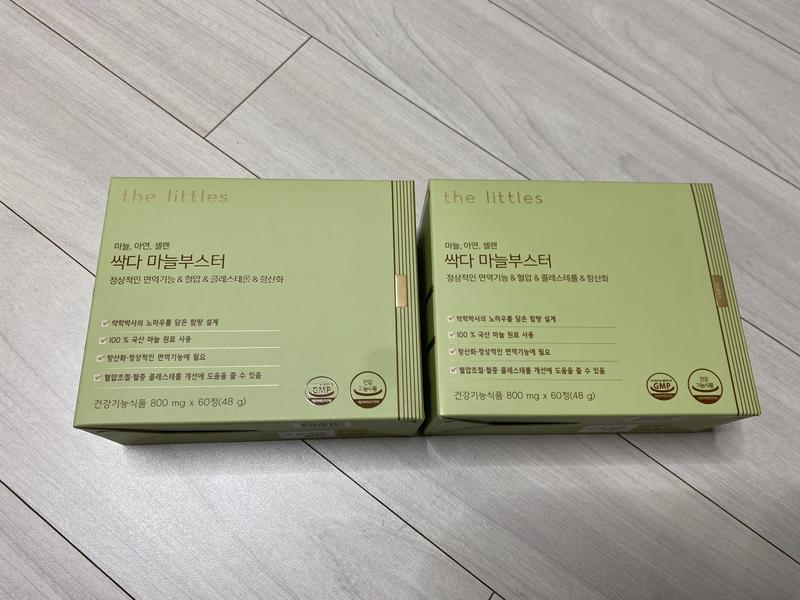 the littles
마늘, 아연, 셀렌
싹다 마늘부스터
정상적인 면역기능 & 혈압 & 콜레스테롤 & 항산화
약학박사의 노하우를 담은 함량 설계
100 % 국산 마늘 원료 사용
항산화·정상적인 면역기능에 필요
혈압조절·혈중 콜레스테롤 개선에 도움을 줄 수 있음
건강기능식품 800 mg x 60정(48 g)
GMP
건강
기능식품
the littles
마늘, 아연, 셀렌
싹다 마늘부스터
정상적인 면역기능 & 혈압 & 콜레스테롤 & 항산화
약학박사의 노하우를 담은 함량 설계
100 % 국산 마늘 원료 사용
항산화·정상적인 면역기능에 필요
혈압조절·혈중 콜레스테롤 개선에 도움을 줄 수 있음
건강기능식품 800 mg x 60정(48 g)
GMP
건강
기능식품